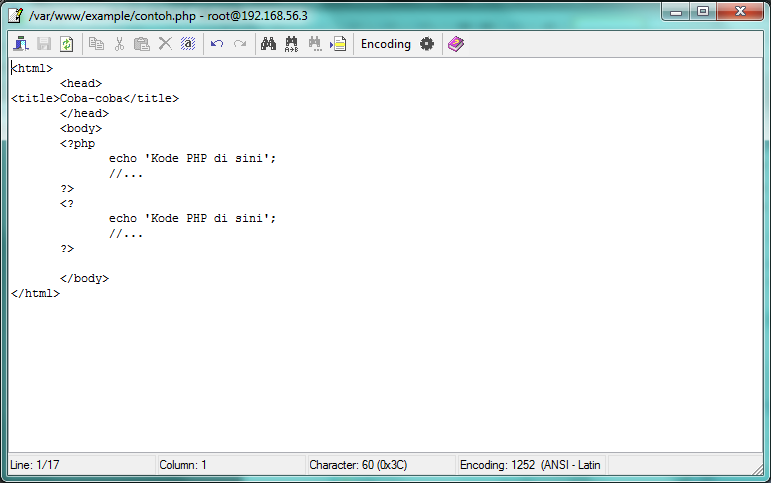 /var/www/example/contoh.php - root@192.168.56.3
Encoding
<html>
<head>
<title>Coba-coba</title>
</head>
<body>
<?php
echo 'Kode PHP di sini';
//...
?>
<?
echo 'Kode PHP di sini';
//...
?>
</body>
</html>
Line: 1/17 Column: 1 Character: 60 (0x3C) Encoding: 1252 (ANSI - Latin